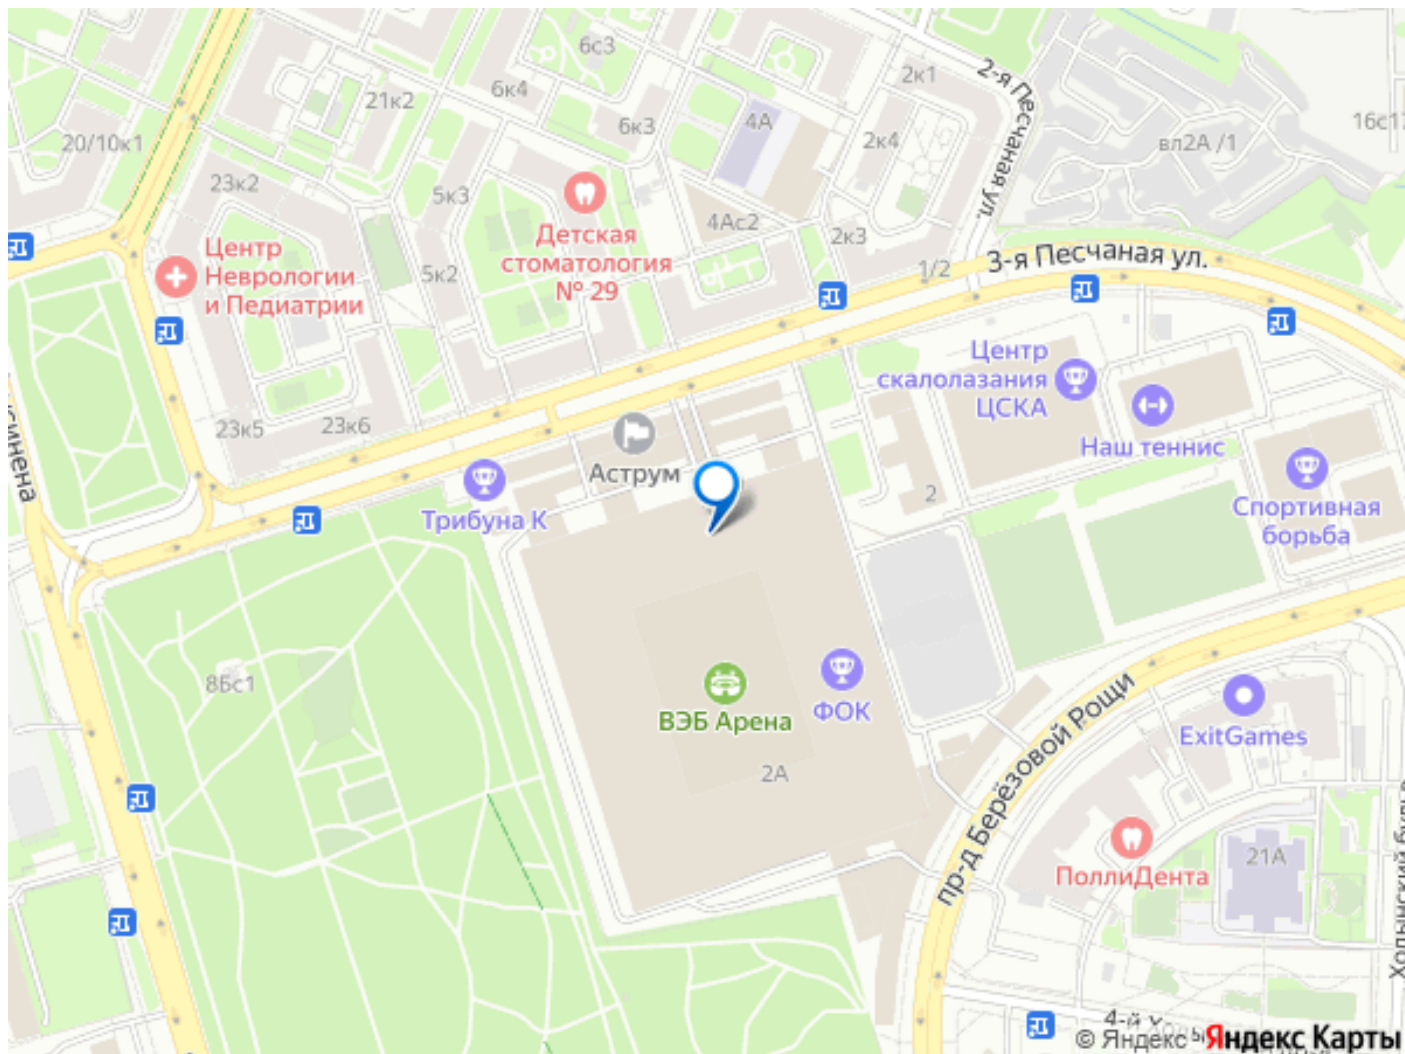 6с3
2-я Песчаная ул.
2к1
21к2
6к4
16с1
20/10к1
6к3
4А
2к4
вл2А /1
23к2
5к3
4Ас2
2к3
Детская
стоматология
№ 29
Центр
Неврологии
и Педиатрии
5к2
1/2
3-я Песчаная ул.
Центр
скалолазания
ЦСКА
23к5
23к6
Аструм
Наш теннис
2
Трибуна К
Спортивная
борьба
8Бс1
ВЭБ Арена
ФОК
2А
пр-д Берёзовой Рощи
ExitGames
ПоллиДента
21А
4-й
© Яндекс
Яндекс Карты